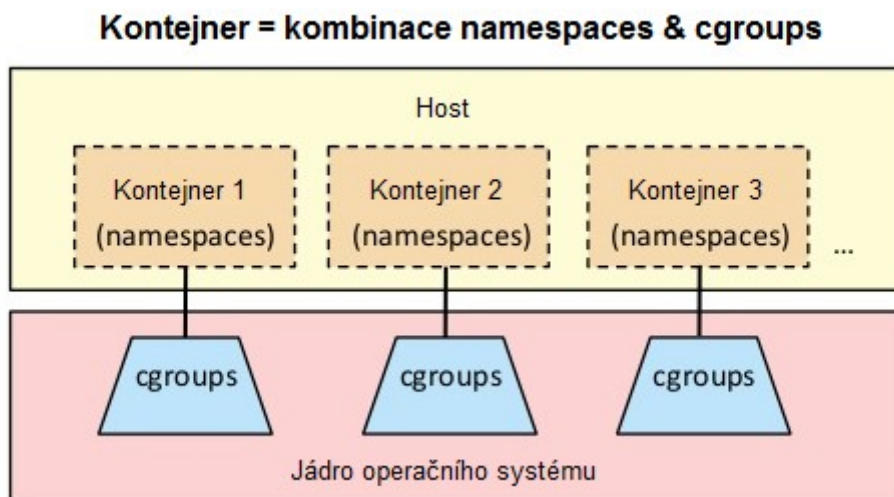 Kontejner = kombinace namespaces & cgroups
Host
Kontejner 1
(namespaces)
Kontejner 2
(namespaces)
Kontejner 3
(namespaces)
...
cgroups
cgroups
cgroups
Jádro operačního systému